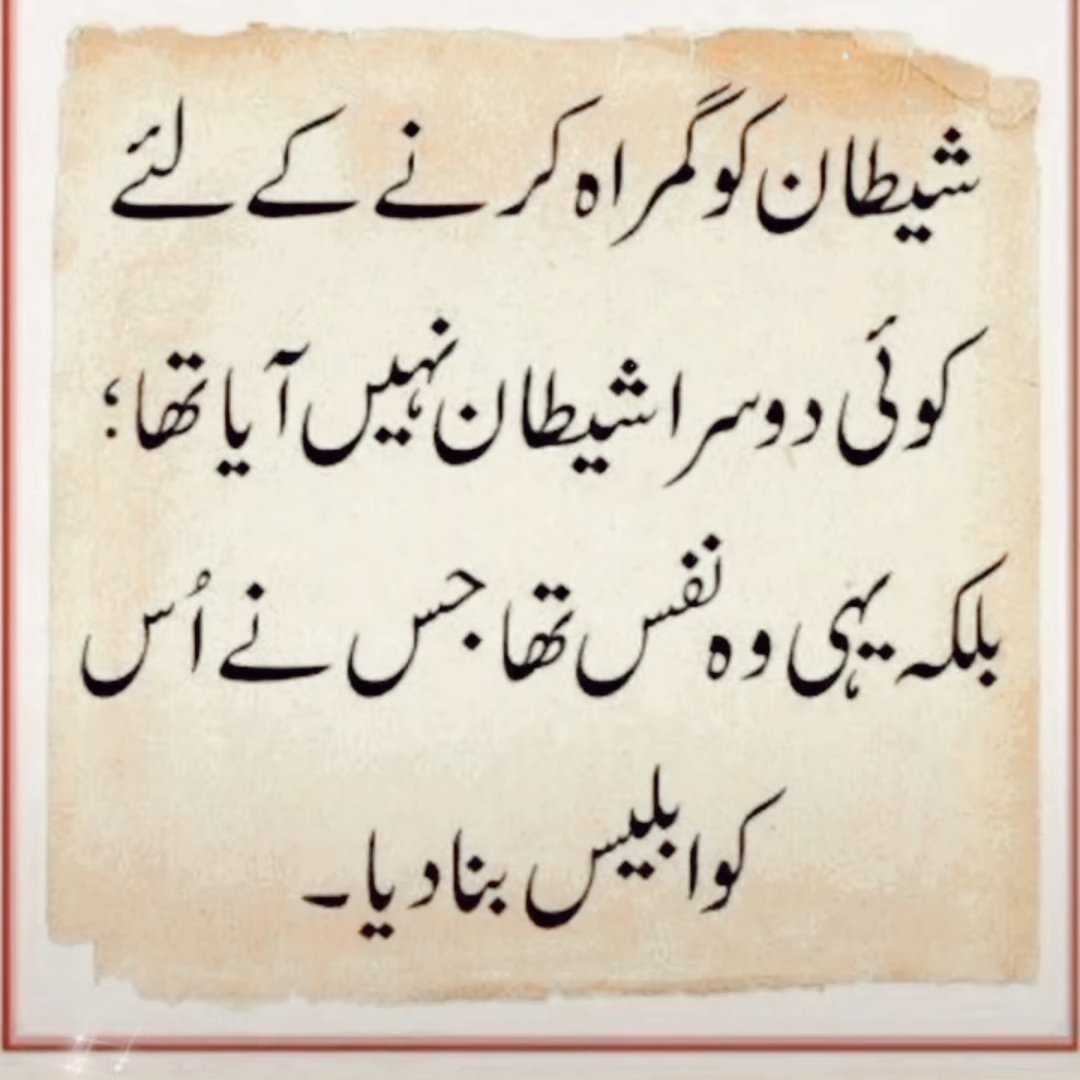 شیطان کو گمراہ کرنے کے لئے
کوئی دوسرا شیطان نہیں آیا تھا؛
بلکہ یہی وہ نفس تھا جس نے اُس
کو ابلیس بنا دیا۔